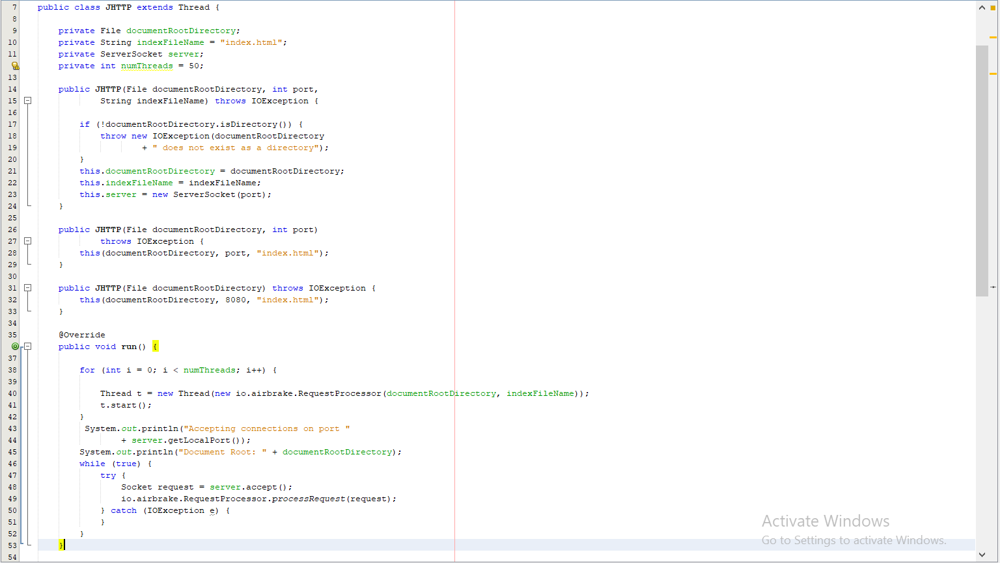 7 public class JHTTP extends Thread {
8
9 private File documentRootDirectory;
10 private String indexFileName = "index.html";
11 private ServerSocket server;
private int numThreads = 50;
13
14 public JHTTP(File documentRootDirectory, int port,
15 String indexFileName) throws IOException {
16
17 if (!documentRootDirectory.isDirectory()) {
18 throw new IOException(documentRootDirectory
19 + " does not exist as a directory");
20 }
21 this.documentRootDirectory = documentRootDirectory;
22 this.indexFileName = indexFileName;
23 this.server = new ServerSocket(port);
24 }
25
26 public JHTTP(File documentRootDirectory, int port)
27 throws IOException {
28 this(documentRootDirectory, port, "index.html");
29 }
30
31 public JHTTP(File documentRootDirectory) throws IOException {
32 this(documentRootDirectory, 8080, "index.html");
33 }
34
35 @Override
public void run() {
37
38 for (int i = 0; i < numThreads; i++) {
39
40 Thread t = new Thread(new io.airbrake.RequestProcessor(documentRootDirectory, indexFileName));
41 t.start();
42 }
43 System.out.println("Accepting connections on port "
44 + server.getLocalPort());
45 System.out.println("Document Root: " + documentRootDirectory);
46 while (true) {
47 try {
48 Socket request = server.accept();
49 io.airbrake.RequestProcessor.processRequest(request);
50 } catch (IOException e) {
51 }
52 }
53 }
54
Activate Windows
Go to Settings to activate Windows.